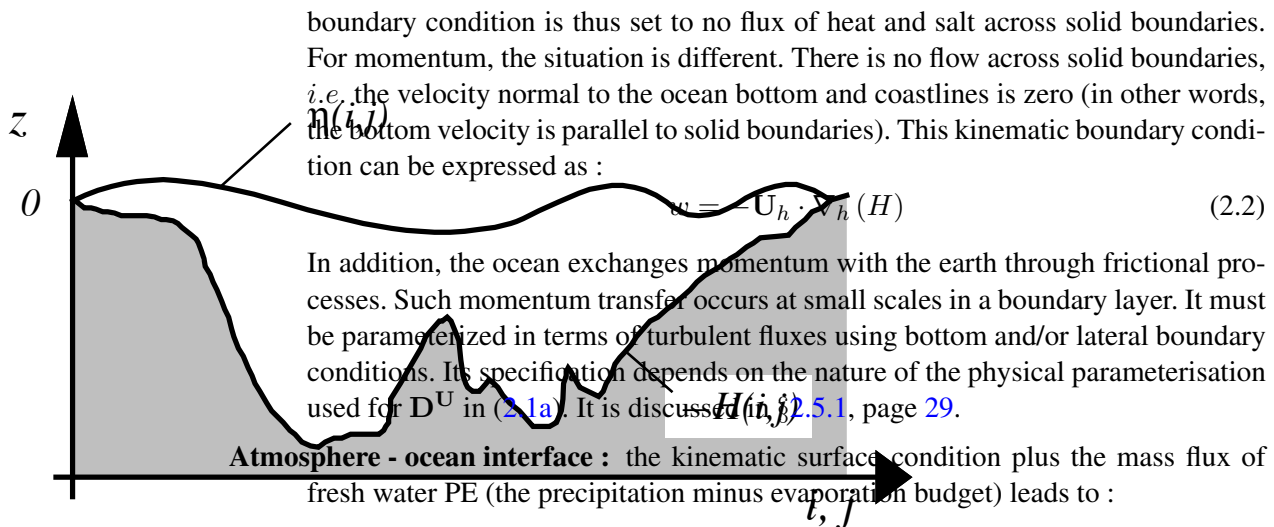 boundary condition is thus set to no flux of heat and salt across solid boundaries.
For momentum, the situation is different. There is no flow across solid boundaries,
i.e. the velocity normal to the ocean bottom and coastlines is zero (in other words,
the bottom velocity is parallel to solid boundaries). This kinematic boundary condi-
tion can be expressed as :
w = −U_h · ∇_h (H) (2.2)
In addition, the ocean exchanges momentum with the earth through frictional pro-
cesses. Such momentum transfer occurs at small scales in a boundary layer. It must
be parameterized in terms of turbulent fluxes using bottom and/or lateral boundary
conditions. Its specification depends on the nature of the physical parameterisation
used for D^U in (2.1a). It is discussed in §2.5.1, page 29.
Atmosphere - ocean interface : the kinematic surface condition plus the mass flux of
fresh water PE (the precipitation minus evaporation budget) leads to :
z
η(i,j)
0
−H(i,j)
i, j